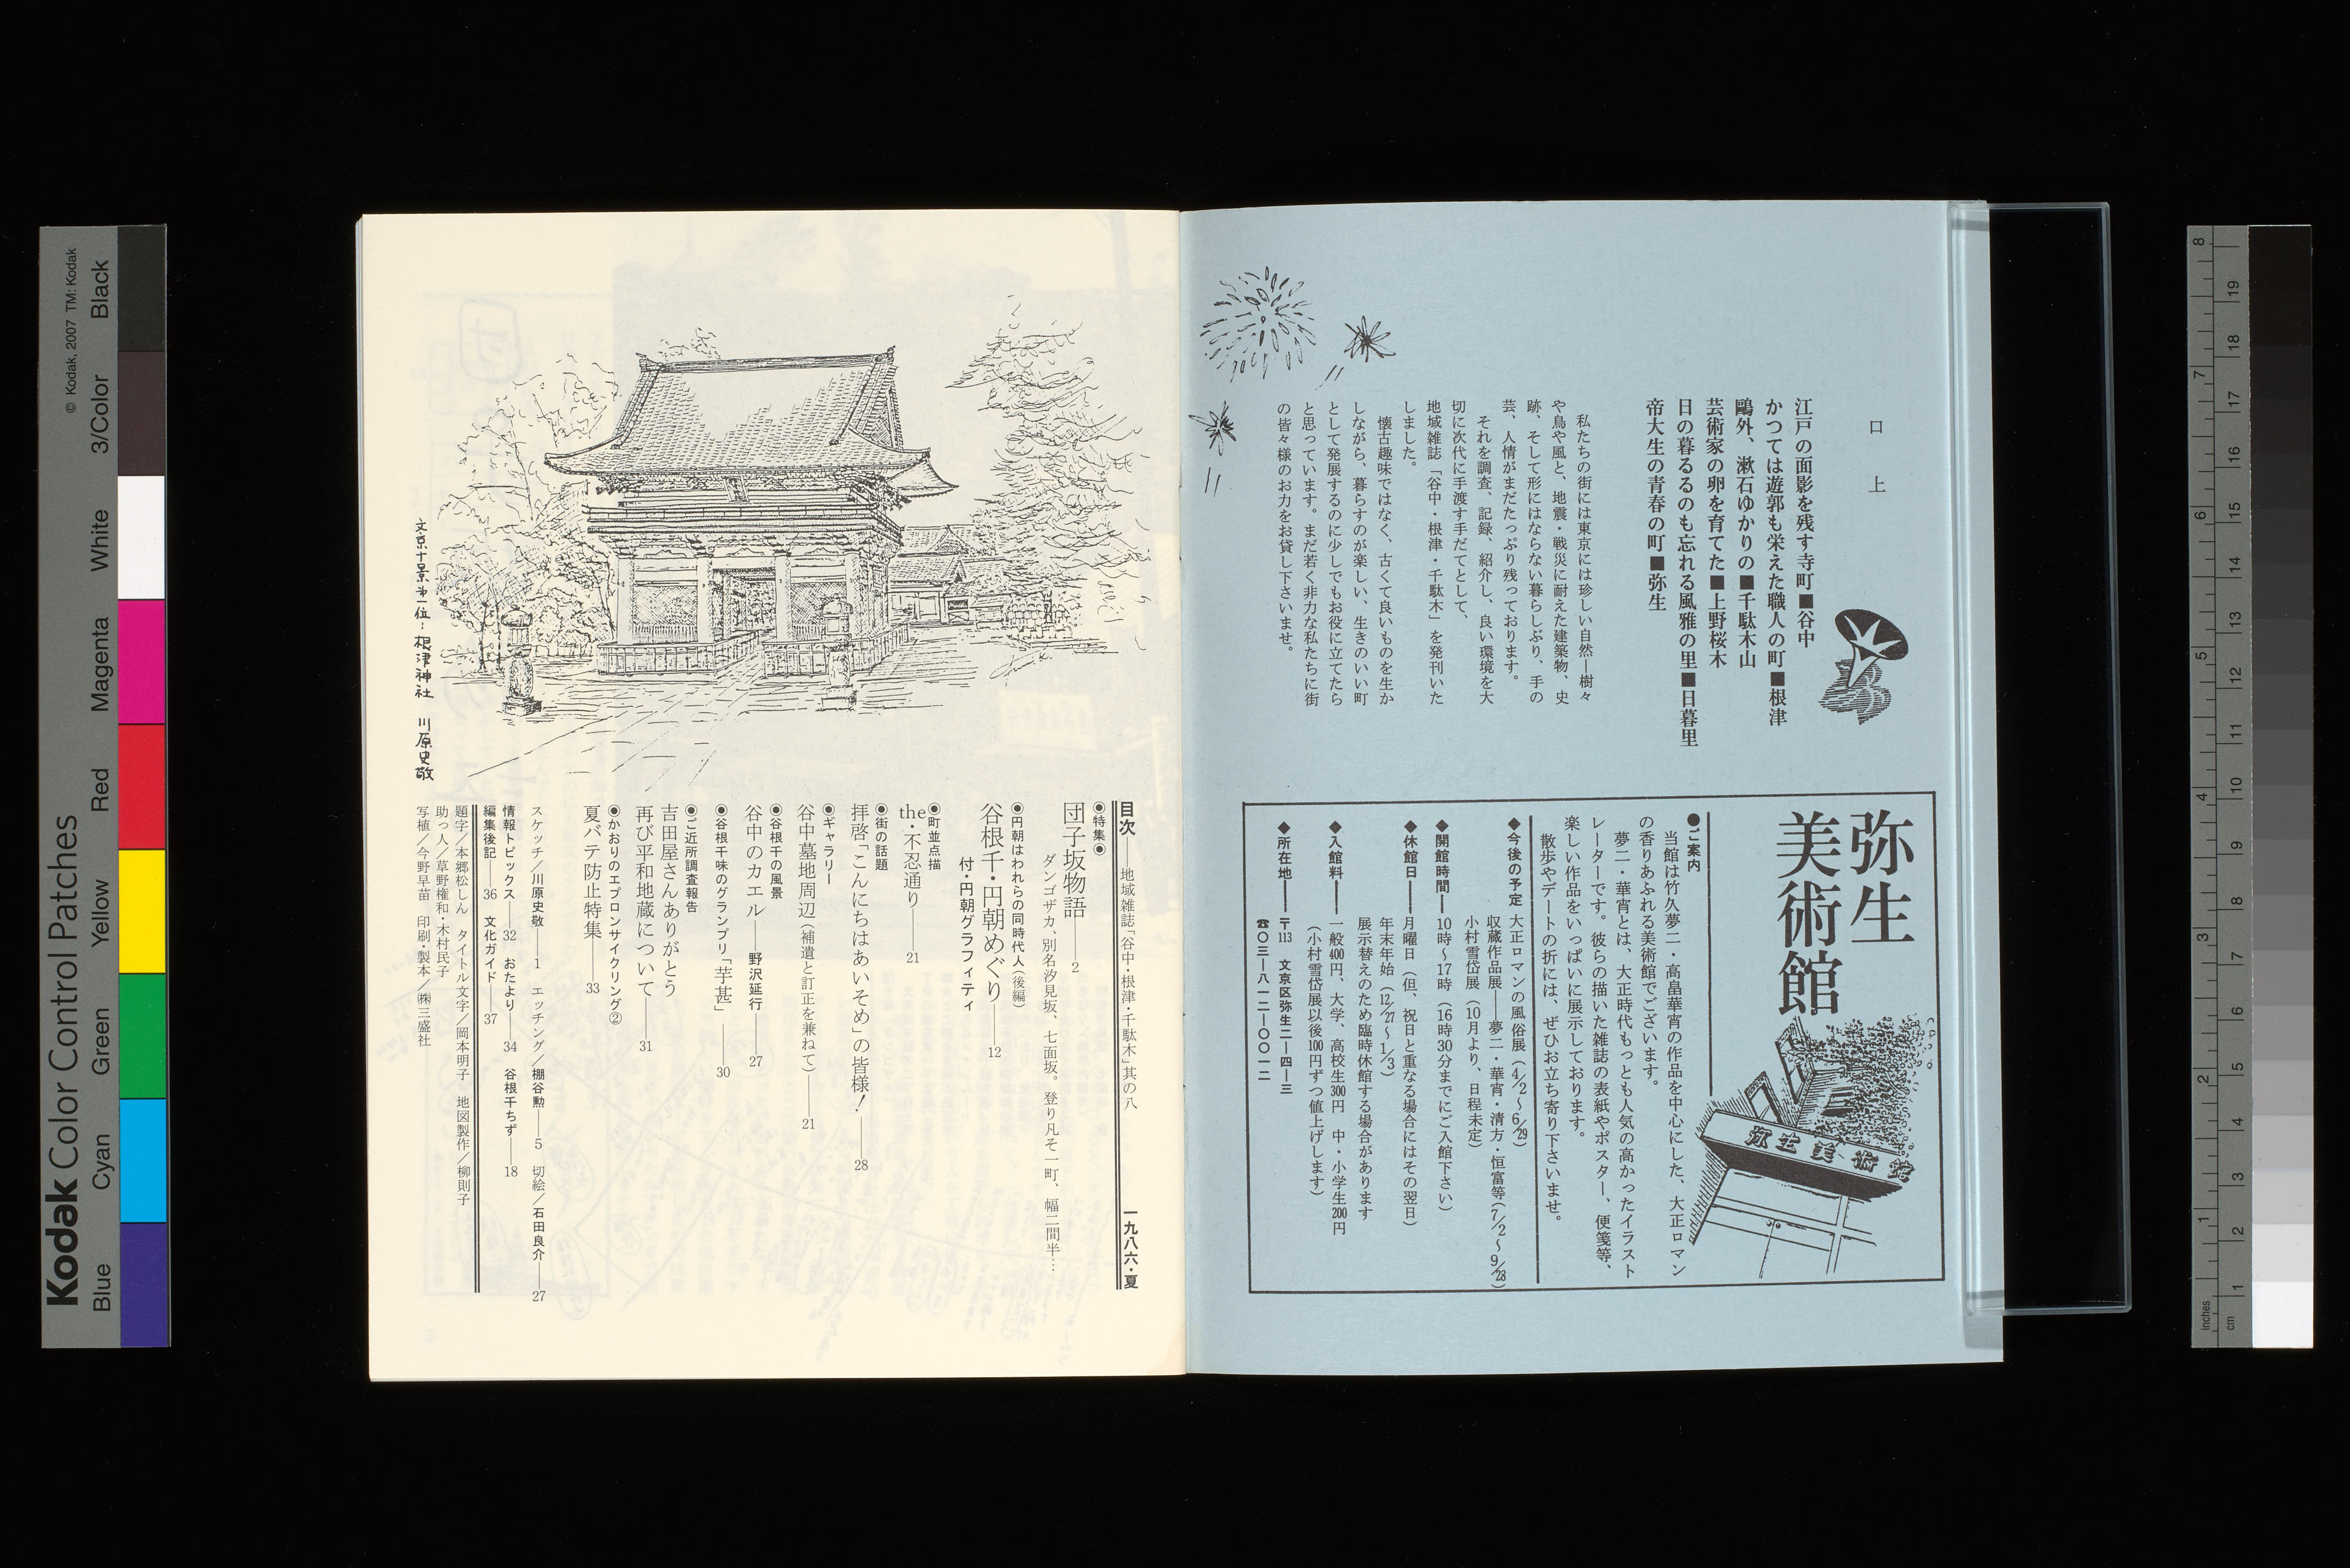 口上
江戸の面影を残す寺町■谷中
かつては遊郭も栄えた職人の町■根津
鷗外、漱石ゆかりの■千駄木山
芸術家の卵を育てた■上野桜木
日の暮るるのも忘れる風雅の里■日暮里
帝大生の青春の町■弥生
私たちの街には東京には珍しい自然—樹々
や鳥や風と、地震・戦災に耐えた建築物、史
跡、そして形にはならない暮らしぶり、手の
芸、人情がまだたっぷり残っております。
それを調査、記録、紹介し、良い環境を大
切に次代に手渡す手だてとして、
地域雑誌「谷中・根津・千駄木」を発刊いた
しました。
懐古趣味ではなく、古くて良いものを生か
しながら、暮らすのが楽しい、生きのいい町
として発展するのに少しでもお役に立てたら
と思っています。まだ若く非力な私たちに街
の皆々様のお力をお貸し下さいませ。
弥生
美術館
弥生美術館
●ご案内
当館は竹久夢二・高畠華宵の作品を中心にした、大正ロマン
の香りあふれる美術館でございます。
夢二・華宵とは、大正時代もっとも人気の高かったイラスト
レーターです。彼らの描いた雑誌の表紙やポスター、便箋等、
楽しい作品をいっぱいに展示しております。
散歩やデートの折には、ぜひお立ち寄り下さいませ。
◆今後の予定 大正ロマンの風俗展（4/2〜6/29）
収蔵作品展——夢二・華宵・清方・恒富等（7/2〜9/28）
小村雪岱展（10月より、日程未定）
◆開館時間——10時〜17時（16時30分までにご入館下さい）
◆休館日——月曜日（但、祝日と重なる場合にはその翌日）
年末年始（12/27〜1/3）
展示替えのため臨時休館する場合があります
◆入館料——一般400円、大学、高校生300円 中・小学生200円
（小村雪岱展以後100円ずつ値上げします）
◆所在地——〒113 文京区弥生二—四—三
☎〇三—八一二—〇〇一二
目次——地域雑誌「谷中・根津・千駄木」其の八 一九八六・夏
◉特集◉
団子坂物語——2
ダンゴザカ、別名汐見坂、七面坂。登り凡そ一町、幅二間半…
◉円朝はわれらの同時代人（後編）
谷根千・円朝めぐり——12
付・円朝グラフィティ
◉町並点描
the・不忍通り——21
◉街の話題
拝啓「こんにちはあいそめ」の皆様！——28
◉ギャラリー
谷中墓地周辺（補遺と訂正を兼ねて）——21
◉谷根千の風景
谷中のカエル——野沢延行——27
◉谷根千味のグランプリ「芋甚」——30
◉ご近所調査報告
吉田屋さんありがとう
再び平和地蔵について——31
◉かおりのエプロンサイクリング②
夏バテ防止特集——33
スケッチ／川原史敬——1 エッチング／棚谷勲——5 切絵／石田良介——27
情報トピックス——32 おたより——34 谷根千ちず——18
編集後記——36 文化ガイド——37
題字／本郷松しん タイトル文字／岡本明子 地図製作／柳則子
助っ人／草野権和・木村民子
写植／今野早苗 印刷・製本／㈱三盛社
文京十景第一位：根津神社 川原史敬
Kodak Color Control Patches
© Kodak, 2007 TM: Kodak
Blue Cyan Green Yellow Red Magenta White 3/Color Black
inches 1 2 3 4 5 6 7 8
cm 1 2 3 4 5 6 7 8 9 10 11 12 13 14 15 16 17 18 19